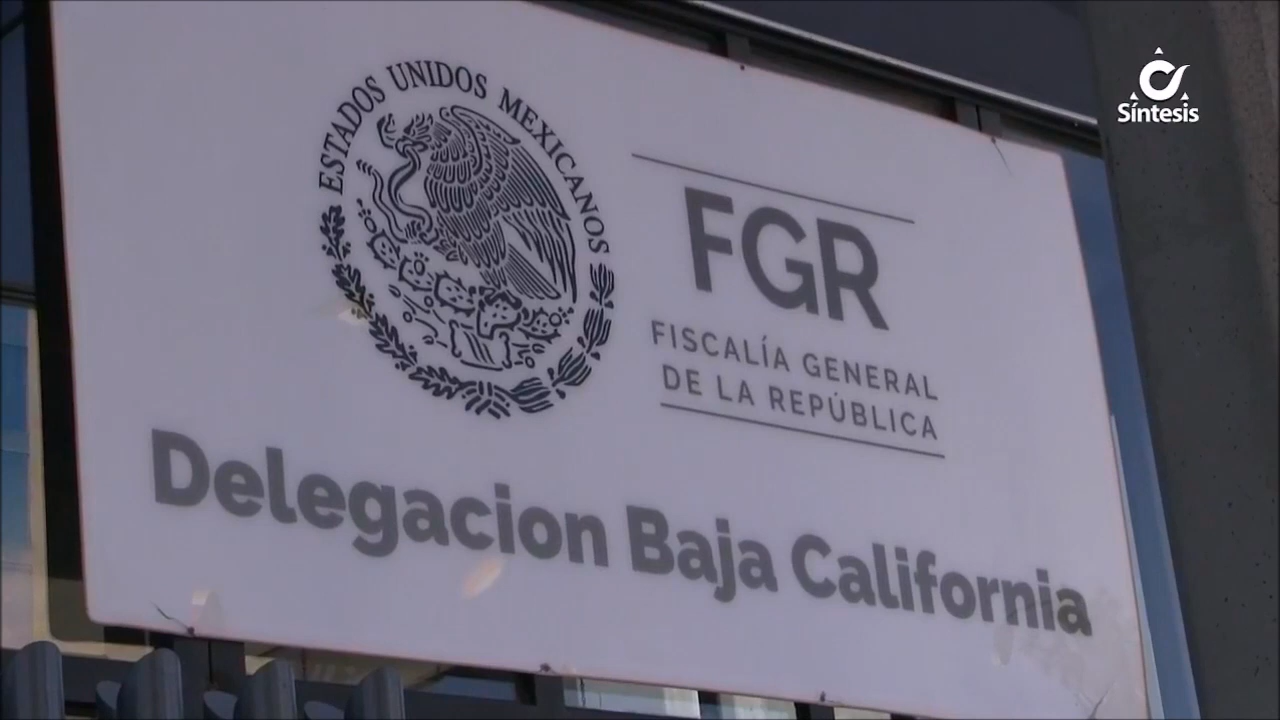 Síntesis
ESTADOS UNIDOS MEXICANOS
FGR
FISCALÍA GENERAL
DE LA REPÚBLICA
Delegacion Baja California